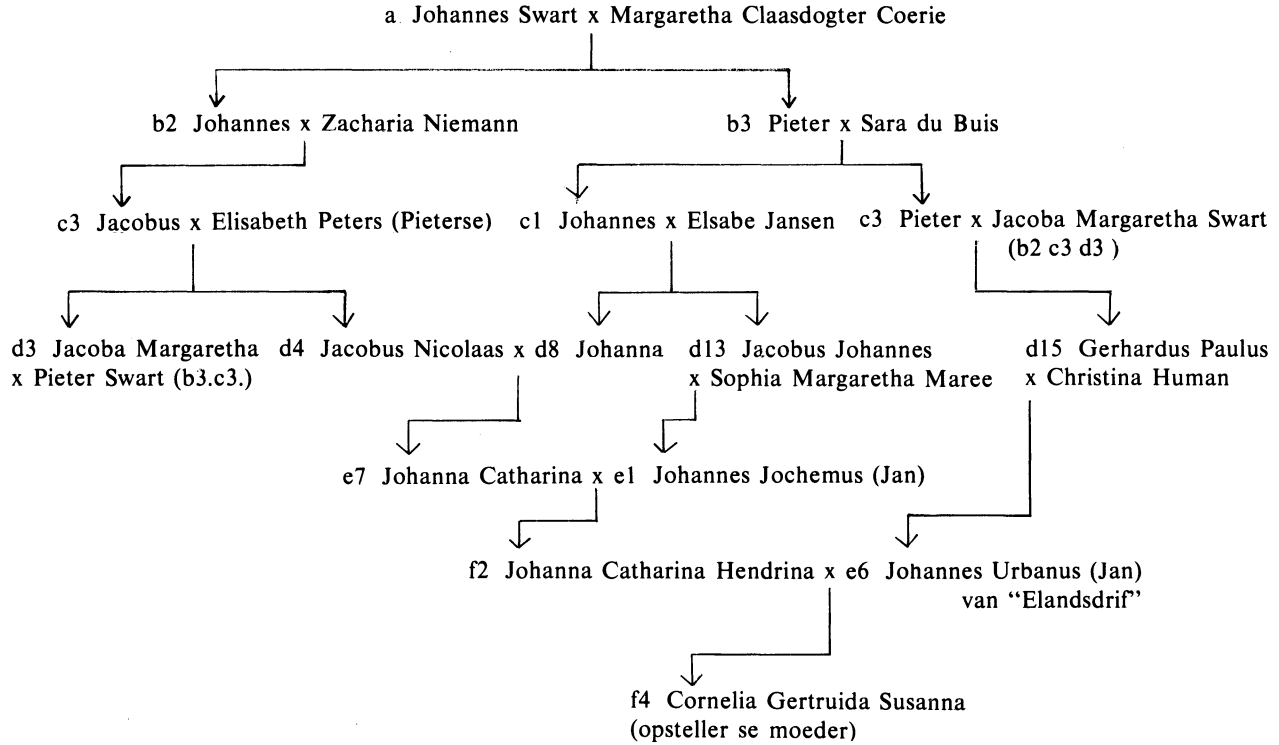 a Johannes Swart x Margaretha Claasdogter Coerie
b2 Johannes x Zacharia Niemann
b3 Pieter x Sara du Buis
c3 Jacobus x Elisabeth Peters (Pieterse)
c1 Johannes x Elsabe Jansen
c3 Pieter x Jacoba Margaretha Swart
(b2 c3 d3 )
d3 Jacoba Margaretha
x Pieter Swart (b3.c3.)
d4 Jacobus Nicolaas x d8 Johanna
d13 Jacobus Johannes
x Sophia Margaretha Maree
d15 Gerhardus Paulus
x Christina Human
e7 Johanna Catharina x e1 Johannes Jochemus (Jan)
f2 Johanna Catharina Hendrina x e6 Johannes Urbanus (Jan)
van “Elandsdrif”
f4 Cornelia Gertruida Susanna
(opsteller se moeder)